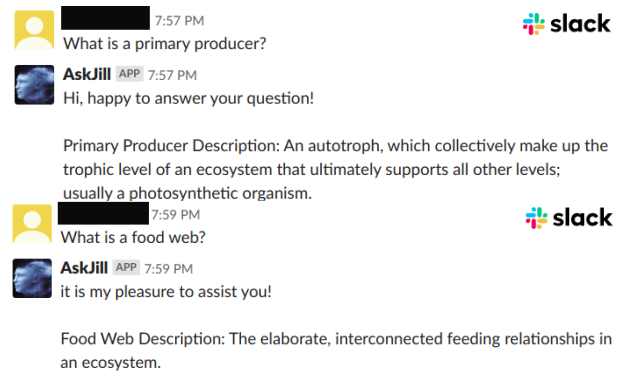 7:57 PM
slack
What is a primary producer?
AskJill APP 7:57 PM
Hi, happy to answer your question!
Primary Producer Description: An autotroph, which collectively make up the
trophic level of an ecosystem that ultimately supports all other levels;
usually a photosynthetic organism.
7:59 PM
slack
What is a food web?
AskJill APP 7:59 PM
it is my pleasure to assist you!
Food Web Description: The elaborate, interconnected feeding relationships in
an ecosystem.